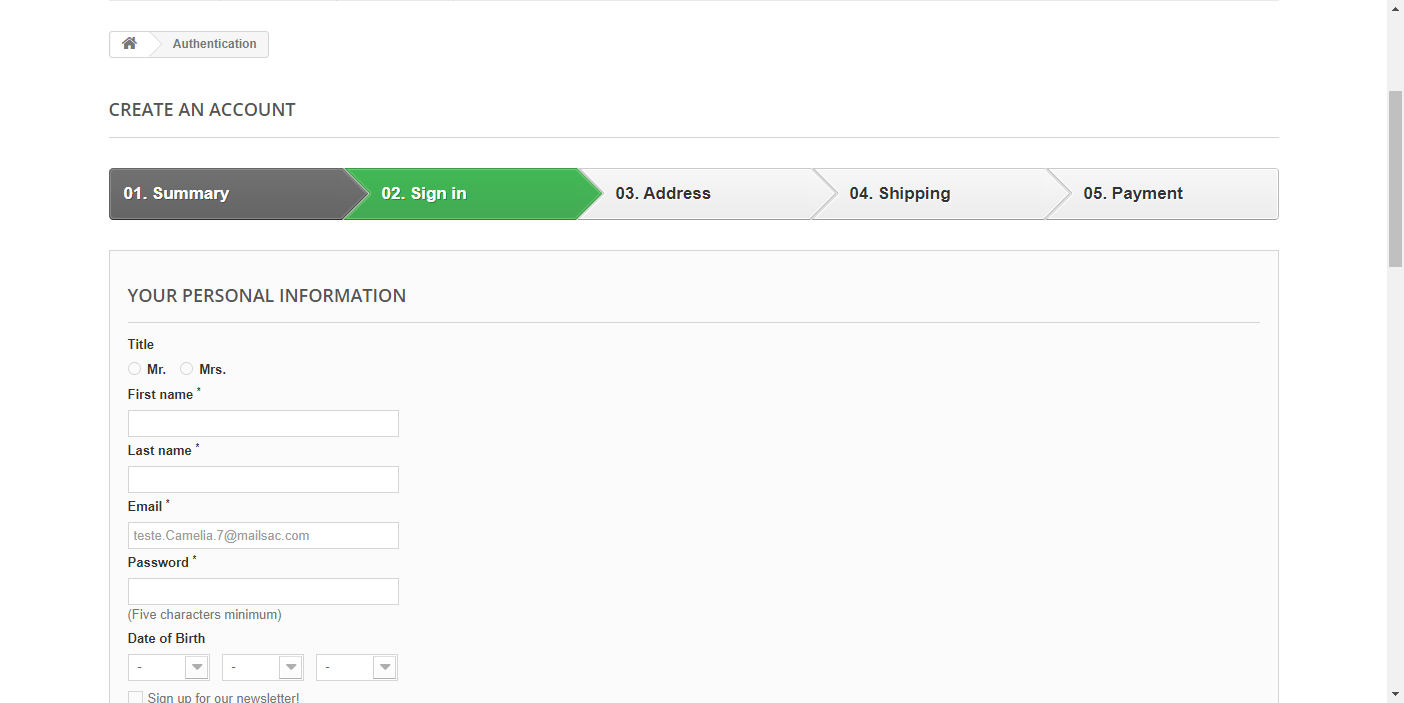 Authentication
CREATE AN ACCOUNT
01. Summary 02. Sign in 03. Address 04. Shipping 05. Payment
YOUR PERSONAL INFORMATION
Title
Mr. Mrs.
First name *
Last name *
Email *
teste.Camelia.7@mailsac.com
Password *
(Five characters minimum)
Date of Birth
- - -
Sign up for our newsletter!